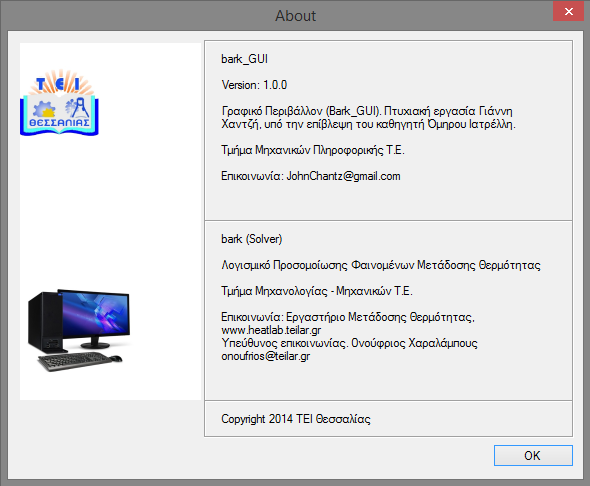 About
ΤΕΙ
ΘΕΣΣΑΛΙΑΣ
bark_GUI
Version: 1.0.0
Γραφικό Περιβάλλον (Bark_GUI). Πτυχιακή εργασία Γιάννη
Χαντζή, υπό την επίβλεψη του καθηγητή Όμηρου Ιατρέλλη.
Τμήμα Μηχανικών Πληροφορικής Τ.Ε.
Επικοινωνία: JohnChantz@gmail.com
bark (Solver)
Λογισμικό Προσομοίωσης Φαινομένων Μετάδοσης Θερμότητας
Τμήμα Μηχανολογίας - Μηχανικών Τ.Ε.
Επικοινωνία: Εργαστήριο Μετάδοσης Θερμότητας,
www.heatlab.teilar.gr
Υπεύθυνος επικοινωνίας. Ονούφριος Χαραλάμπους
onoufrios@teilar.gr
Copyright 2014 ΤΕΙ Θεσσαλίας
OK